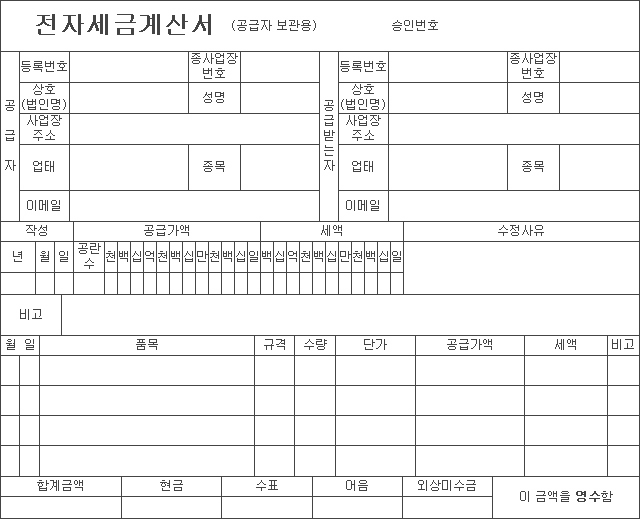 전자세금계산서 (공급자 보관용) 승인번호
공급자 등록번호 종사업장 번호 공급받는자 등록번호 종사업장 번호
상호 (법인명) 성명 상호 (법인명) 성명
사업장 주소 사업장 주소
업태 종목 업태 종목
이메일 이메일
작성 공급가액 세액 수정사유
년 월 일 공란수 천 백 십 억 천 백 십 만 천 백 십 일 백 십 억 천 백 십 만 천 백 십 일
비고
월 일 품목 규격 수량 단가 공급가액 세액 비고
합계금액 현금 수표 어음 외상미수금 이 금액을 영수함